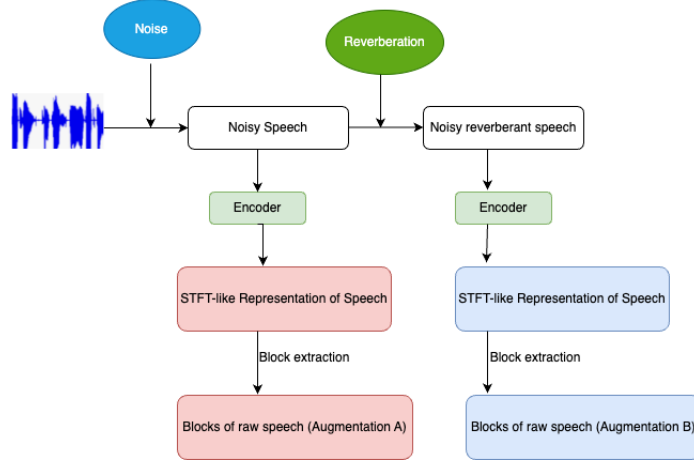 Noise
Reverberation
Noisy Speech
Noisy reverberant speech
Encoder
Encoder
STFT-like Representation of Speech
STFT-like Representation of Speech
Block extraction
Block extraction
Blocks of raw speech (Augmentation A)
Blocks of raw speech (Augmentation B)